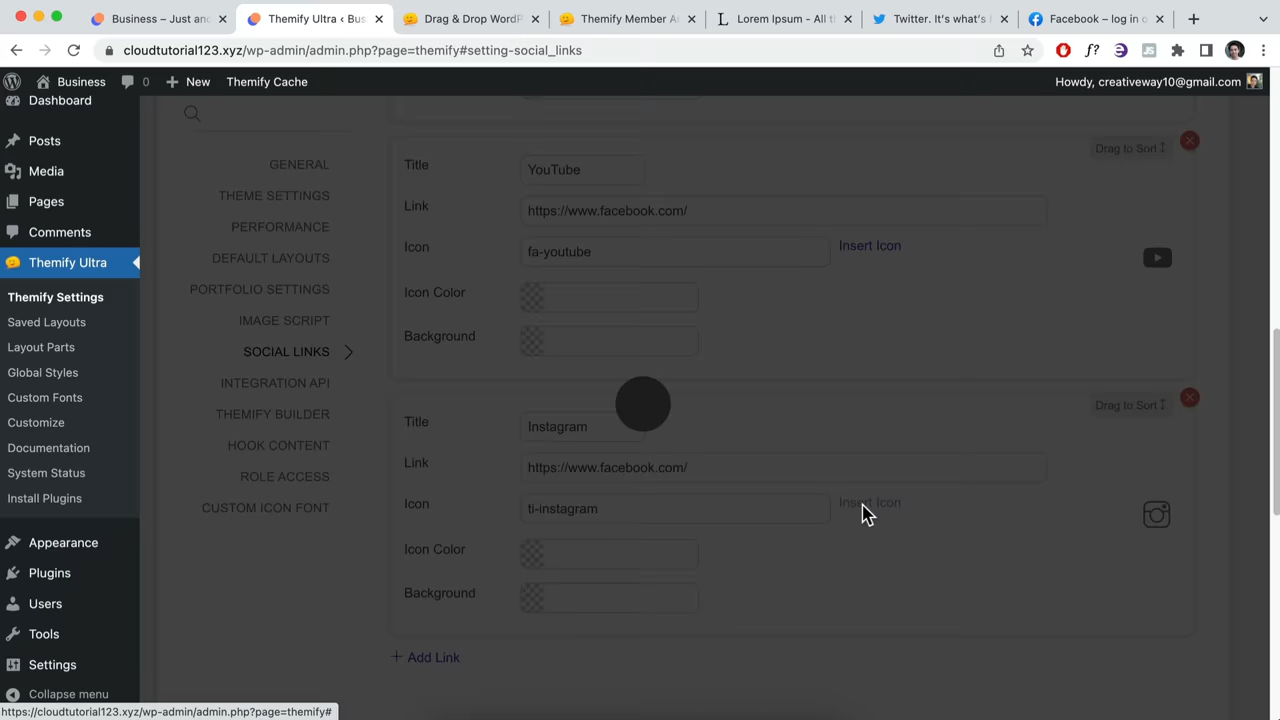 Business – Just ano
Themify Ultra ‹ Bus
Drag & Drop WordP
Themify Member A
Lorem Ipsum - All t
Twitter. It's what's
Facebook – log in o
cloudtutorial123.xyz/wp-admin/admin.php?page=themify#setting-social_links
Business
0
New
Themify Cache
Howdy, creativeway10@gmail.com
Dashboard
Posts
Media
Pages
Comments
Themify Ultra
Themify Settings
Saved Layouts
Layout Parts
Global Styles
Custom Fonts
Customize
Documentation
System Status
Install Plugins
Appearance
Plugins
Users
Tools
Settings
Collapse menu
GENERAL
THEME SETTINGS
PERFORMANCE
DEFAULT LAYOUTS
PORTFOLIO SETTINGS
IMAGE SCRIPT
SOCIAL LINKS
INTEGRATION API
THEMIFY BUILDER
HOOK CONTENT
ROLE ACCESS
CUSTOM ICON FONT
Drag to Sort
Title YouTube
Link https://www.facebook.com/
Icon fa-youtube Insert Icon
Icon Color
Background
Drag to Sort
Title Instagram
Link https://www.facebook.com/
Icon ti-instagram Insert Icon
Icon Color
Background
+ Add Link
https://cloudtutorial123.xyz/wp-admin/admin.php?page=themify#